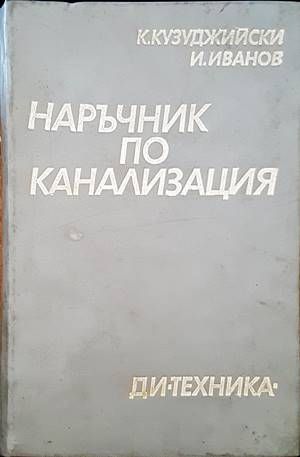 К.КУЗУДЖИЙСКИ
И.ИВАНОВ
НАРЪЧНИК
ПО
КАНАЛИЗАЦИЯ
ДИ•ТЕХНИКА•